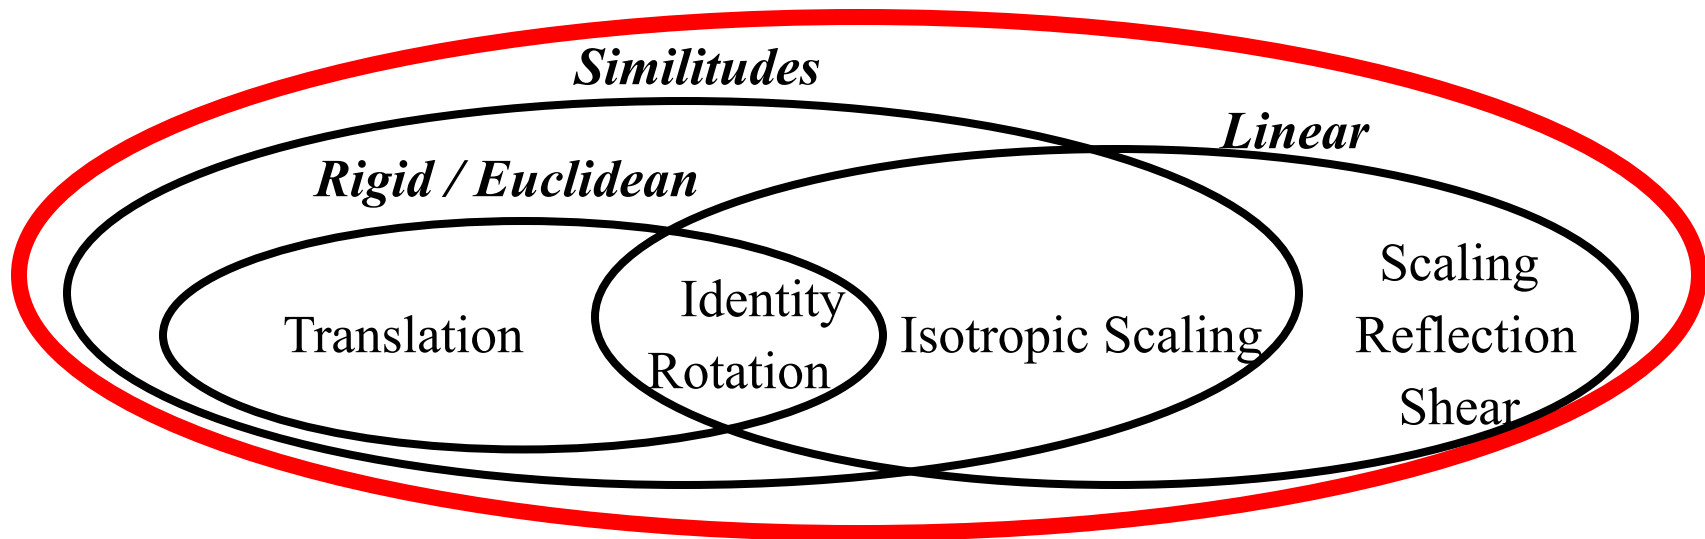 Similitudes
Linear
Rigid / Euclidean
Scaling
Identity
Translation
Isotropic Scaling
Reflection
Rotation
Shear